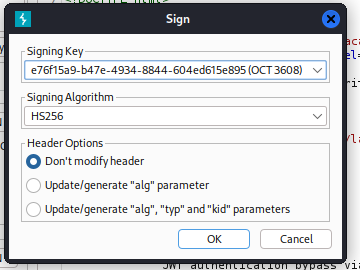 Sign
Signing Key
e76f15a9-b47e-4934-8844-604ed615e895 (OCT 3608)
Signing Algorithm
HS256
Header Options
Don't modify header
Update/generate "alg" parameter
Update/generate "alg", "typ" and "kid" parameters
OK
Cancel
JWT authentication bypass via